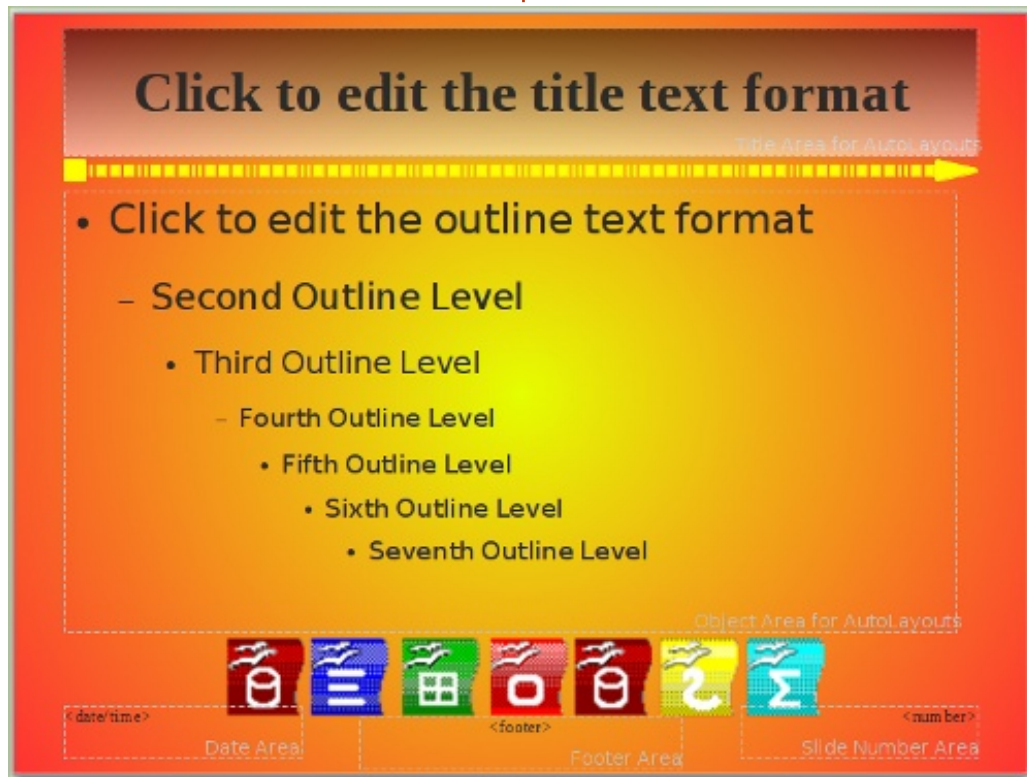 Click to edit the title text format
Title Area for AutoLayouts
• Click to edit the outline text format
– Second Outline Level
• Third Outline Level
– Fourth Outline Level
• Fifth Outline Level
• Sixth Outline Level
• Seventh Outline Level
Object Area for AutoLayouts
<date/time>
<footer>
<number>
Date Area
Footer Area
Slide Number Area